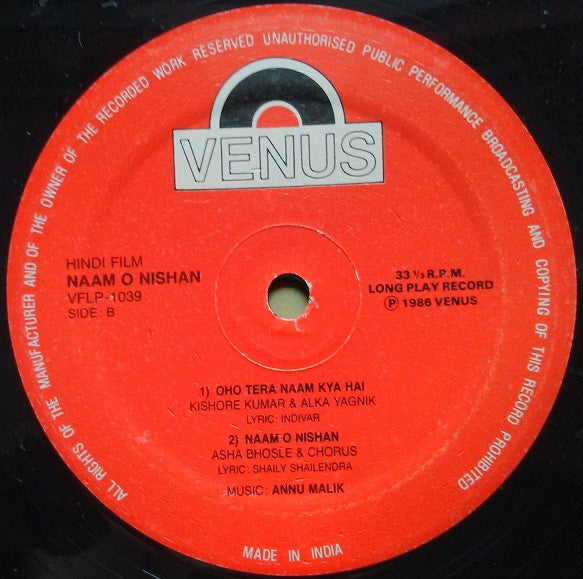 ALL RIGHTS OF THE MANUFACTURER AND OF THE OWNER OF THE RECORDED WORK RESERVED UNAUTHORISED PUBLIC PERFORMANCE BROADCASTING AND COPYING OF THIS RECORD PROHIBITED
VENUS
HINDI FILM
NAAM O NISHAN
VFLP-1039
SIDE: B
33 ⅓ R.P.M.
LONG PLAY RECORD
Ⓟ 1986 VENUS
1) OHO TERA NAAM KYA HAI
KISHORE KUMAR & ALKA YAGNIK
LYRIC: INDIVAR
2) NAAM O NISHAN
ASHA BHOSLE & CHORUS
LYRIC: SHAILY SHAILENDRA
MUSIC: ANNU MALIK
MADE IN INDIA